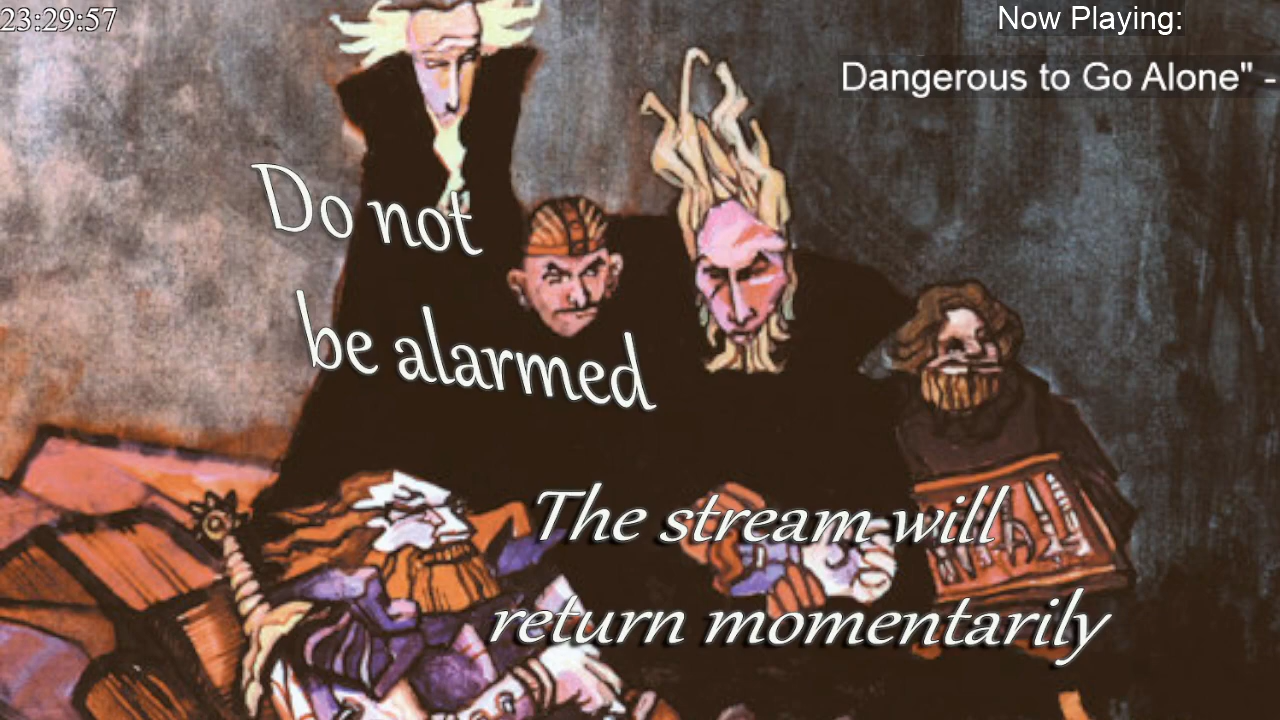 23:29:57
Now Playing:
Dangerous to Go Alone" -
Do not
be alarmed
The stream will
return momentarily